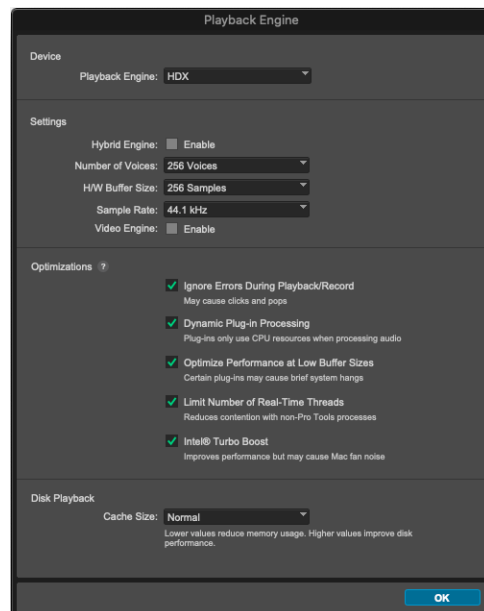 Playback Engine
Device
Playback Engine: HDX
Settings
Hybrid Engine: Enable
Number of Voices: 256 Voices
H/W Buffer Size: 256 Samples
Sample Rate: 44.1 kHz
Video Engine: Enable
Optimizations ?
Ignore Errors During Playback/Record
May cause clicks and pops
Dynamic Plug-in Processing
Plug-ins only use CPU resources when processing audio
Optimize Performance at Low Buffer Sizes
Certain plug-ins may cause brief system hangs
Limit Number of Real-Time Threads
Reduces contention with non-Pro Tools processes
Intel® Turbo Boost
Improves performance but may cause Mac fan noise
Disk Playback
Cache Size: Normal
Lower values reduce memory usage. Higher values improve disk
performance.
OK